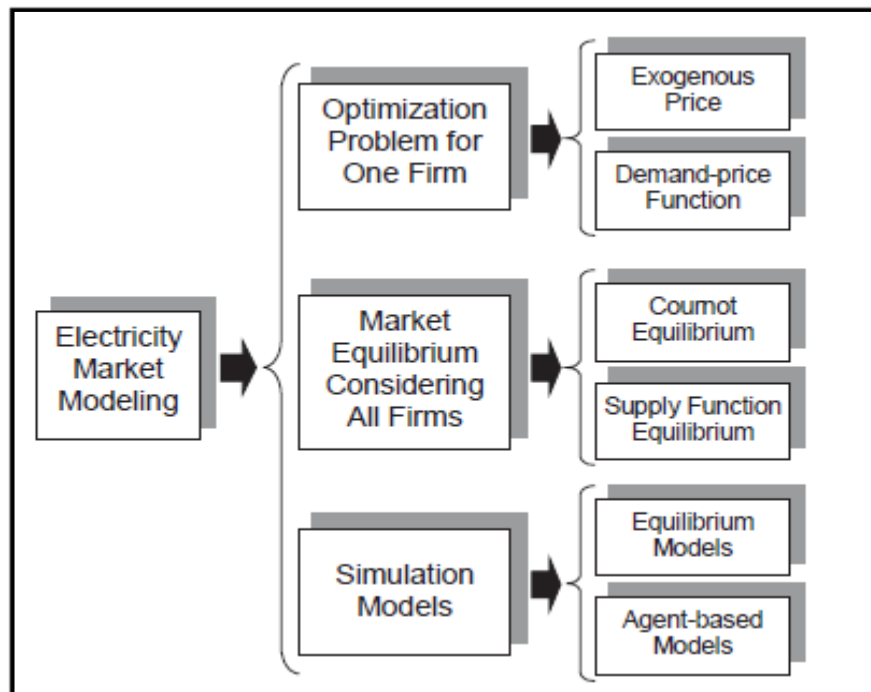 Electricity
Market
Modeling
Optimization
Problem for
One Firm
Exogenous
Price
Demand-price
Function
Market
Equilibrium
Considering
All Firms
Cournot
Equilibrium
Supply Function
Equilibrium
Simulation
Models
Equilibrium
Models
Agent-based
Models